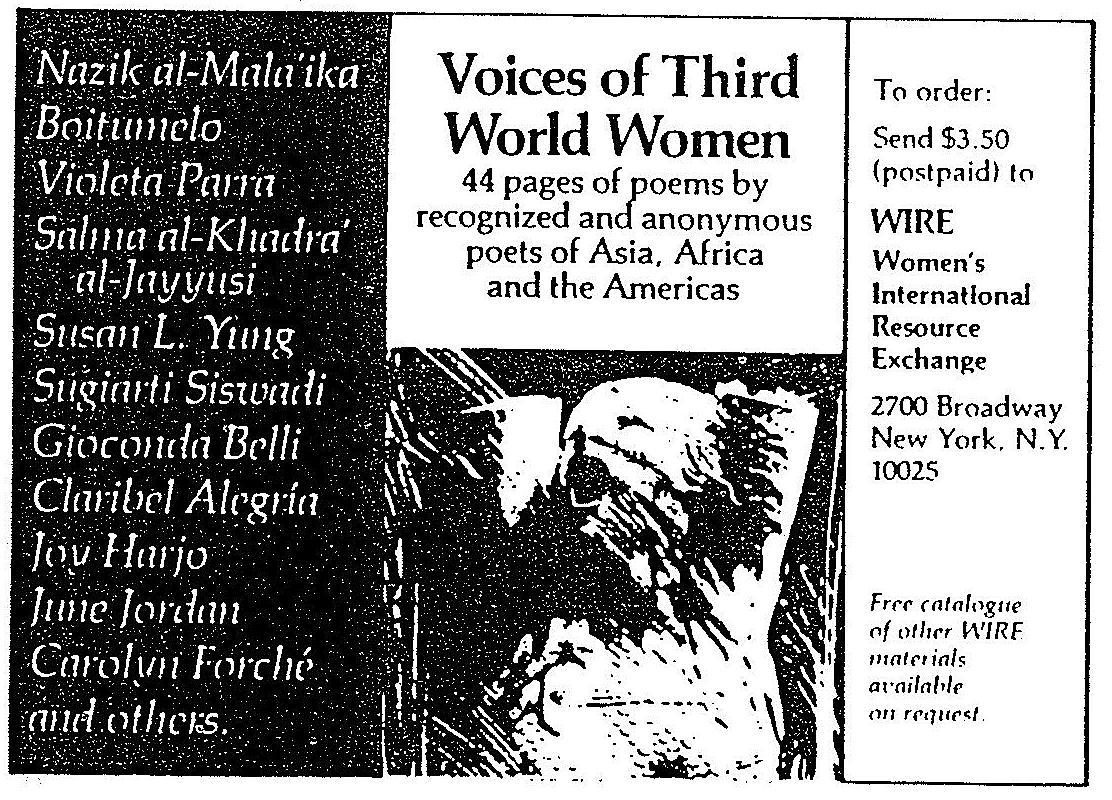 Nazik al-Mala'ika
Boitumelo
Violeta Parra
Salma al-Khadra'
al-Jayyusi
Susan L. Yung
Sugiarti Siswadi
Gioconda Belli
Claribel Alegría
Joy Harjo
June Jordan
Carolyn Forché
and others.
Voices of Third
World Women
44 pages of poems by
recognized and anonymous
poets of Asia, Africa
and the Americas
To order:
Send $3.50
(postpaid) to
WIRE
Women's
International
Resource
Exchange
2700 Broadway
New York, N.Y.
10025
Free catalogue
of other WIRE
materials
available
on request.